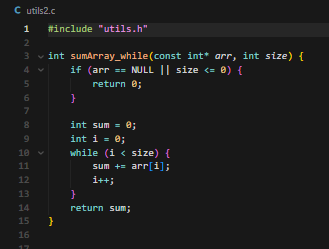 C utils2.c
1 #include "utils.h"
2
3 int sumArray_while(const int* arr, int size) {
4     if (arr == NULL || size <= 0) {
5         return 0;
6     }
7
8     int sum = 0;
9     int i = 0;
10     while (i < size) {
11         sum += arr[i];
12         i++;
13     }
14     return sum;
15 }
16
17